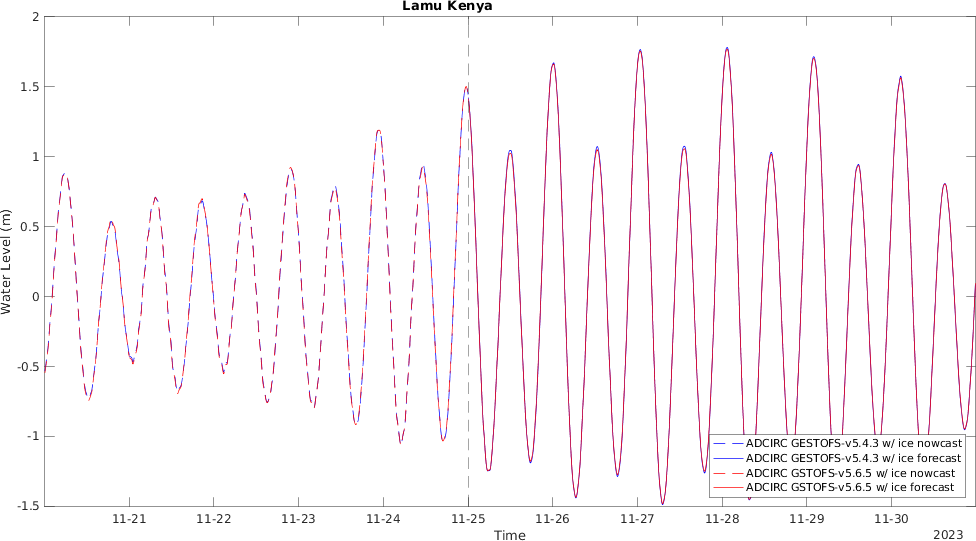 Lamu Kenya
2
1.5
1
0.5
0
-0.5
-1
-1.5
Water Level (m)
11-21 11-22 11-23 11-24 11-25 11-26 11-27 11-28 11-29 11-30
Time
2023
ADCIRC GESTOFS-v5.4.3 w/ ice nowcast
ADCIRC GESTOFS-v5.4.3 w/ ice forecast
ADCIRC GSTOFS-v5.6.5 w/ ice nowcast
ADCIRC GSTOFS-v5.6.5 w/ ice forecast